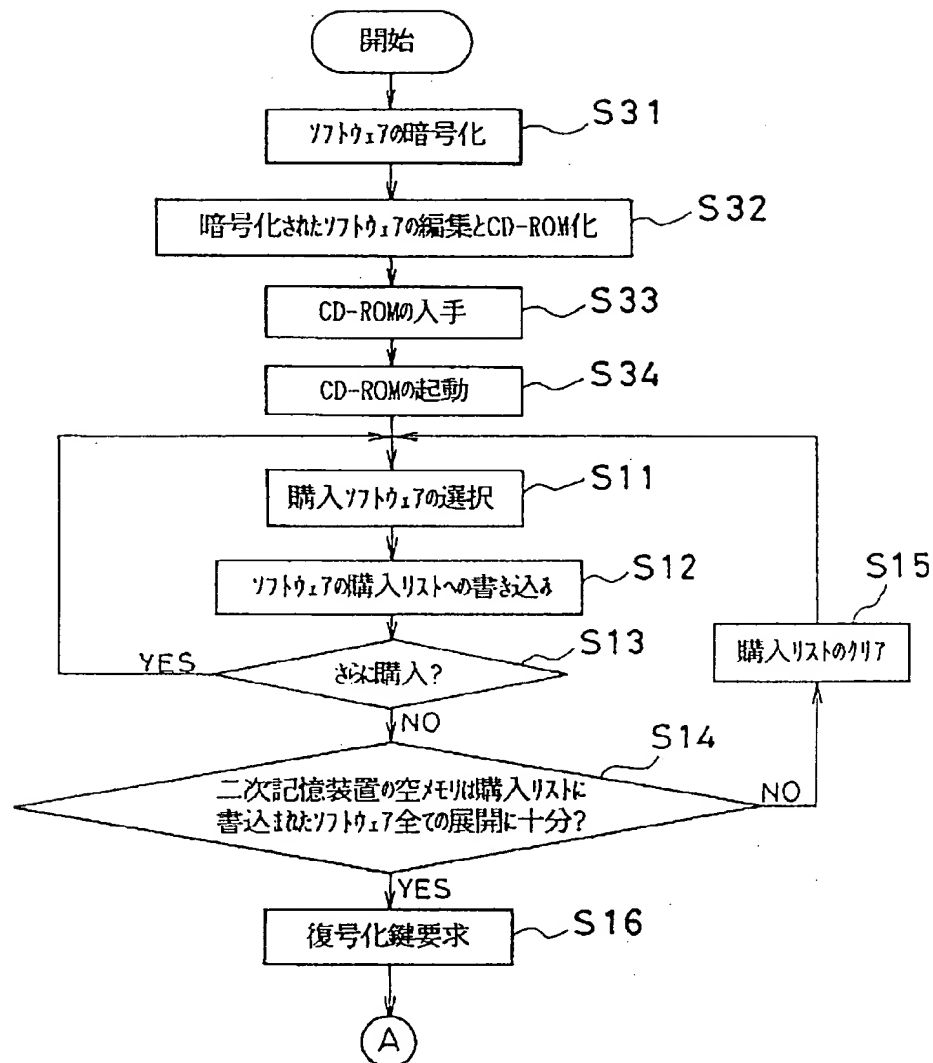 開始
ソフトウェアの暗号化
S31
暗号化されたソフトウェアの編集とCD-ROM化
S32
CD-ROMの入手
S33
CD-ROMの起動
S34
購入ソフトウェアの選択
S11
ソフトウェアの購入リストへの書き込み
S12
S15
購入リストのクリア
YES
さらに購入?
S13
NO
S14
二次記憶装置の空メモリは購入リストに
書込まれたソフトウェア全ての展開に十分?
NO
YES
復号化鍵要求
S16
A